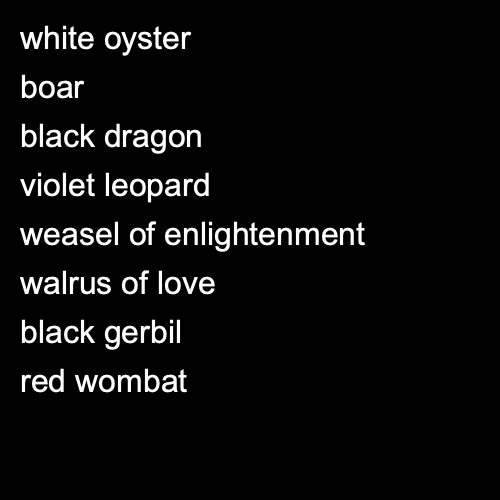 white oyster
boar
black dragon
violet leopard
weasel of enlightenment
walrus of love
black gerbil
red wombat